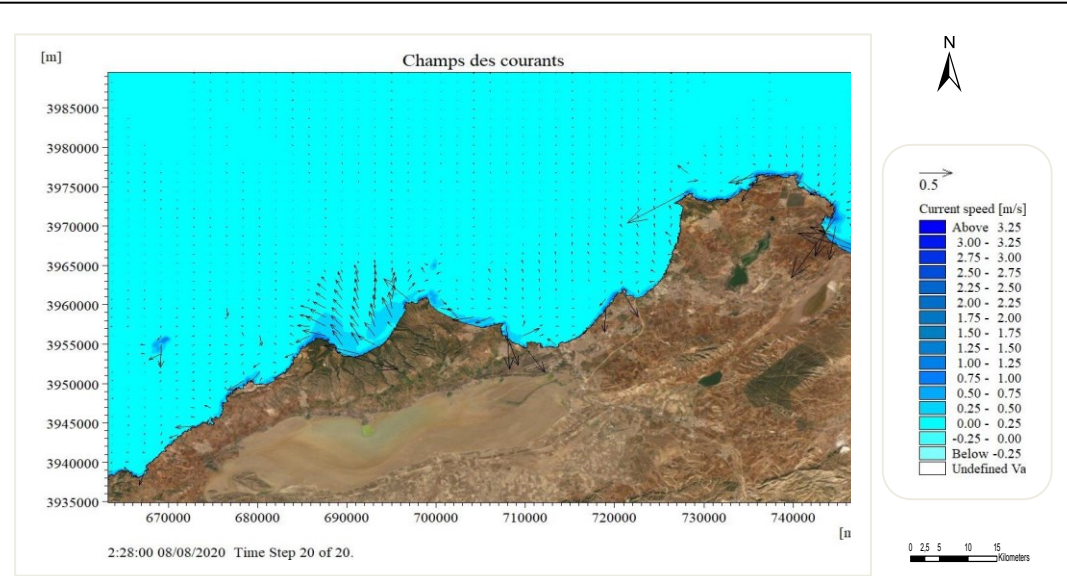 [m]
Champs des courants
N
3985000
3980000
3975000
3970000
3965000
3960000
3955000
3950000
3945000
3940000
3935000
670000 680000 690000 700000 710000 720000 730000 740000
[n
2:28:00 08/08/2020 Time Step 20 of 20.
0.5
Current speed [m/s]
Above 3.25
3.00 - 3.25
2.75 - 3.00
2.50 - 2.75
2.25 - 2.50
2.00 - 2.25
1.75 - 2.00
1.50 - 1.75
1.25 - 1.50
1.00 - 1.25
0.75 - 1.00
0.50 - 0.75
0.25 - 0.50
0.00 - 0.25
-0.25 - 0.00
Below -0.25
Undefined Va
0 2,5 5 10 15
Kilometers